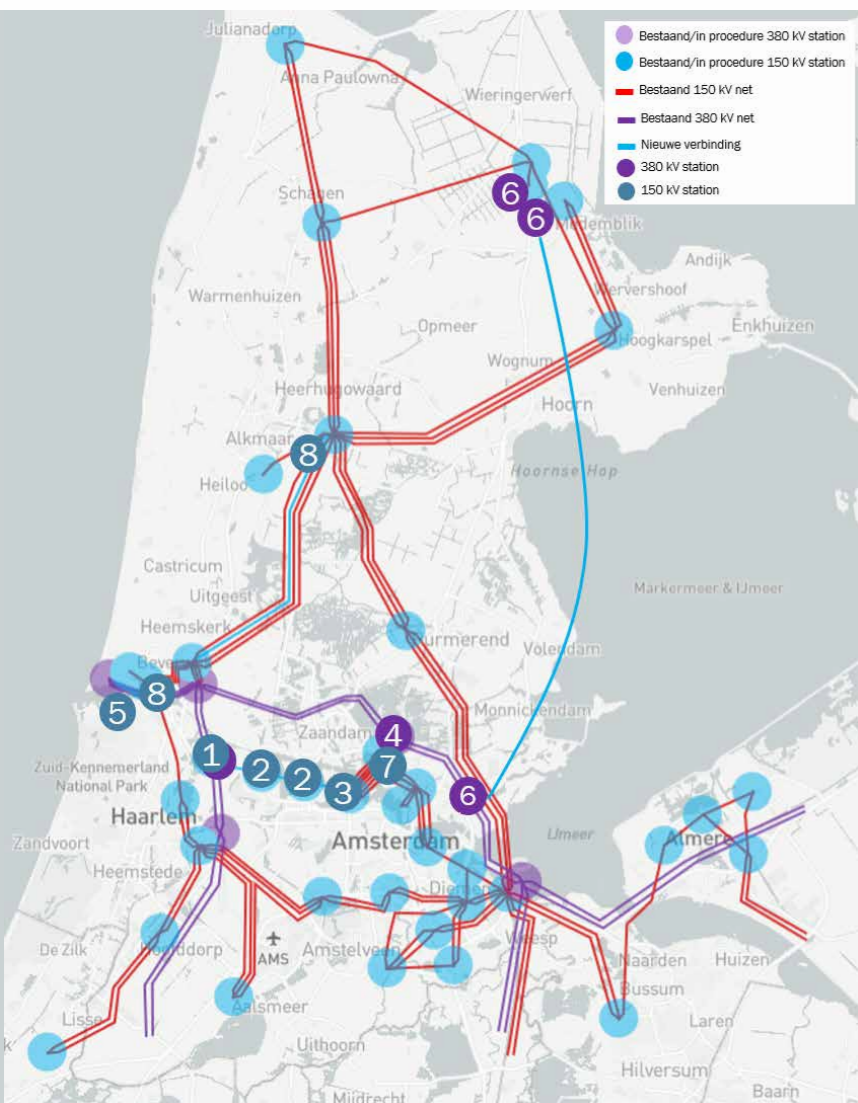 Julianadorp
Anna Paulowna
Wieringerwerf
Bestaand/in procedure 380 kV station
Bestaand/in procedure 150 kV station
Bestaand 150 kV net
Bestaand 380 kV net
Nieuwe verbinding
380 kV station
150 kV station
Schagen
6
6
Medemblik
Andijk
Warmenhuizen
Wervershoof
Opmeer
Hoogkarspel
Enkhuizen
Wognum
Heerhugowaard
Venhuizen
Hoorn
Alkmaar
8
Heiloo
Hoornse Hop
Castricum
Uitgeest
Markermeer & IJmeer
Heemskerk
Volendam
8
5
Monnickendam
Zaandam
4
1
2
2
3
7
6
Zuid-Kennemerland
National Park
Haarlem
Zandvoort
Amsterdam
IJmeer
Almere
Heemstede
Diemen
De Zilk
Hoofddorp
AMS
Amstelveen
Weesp
Naarden
Huizen
Bussum
Aalsmeer
Lisse
Laren
Uithoorn
Hilversum
Mijdrecht
Baarn